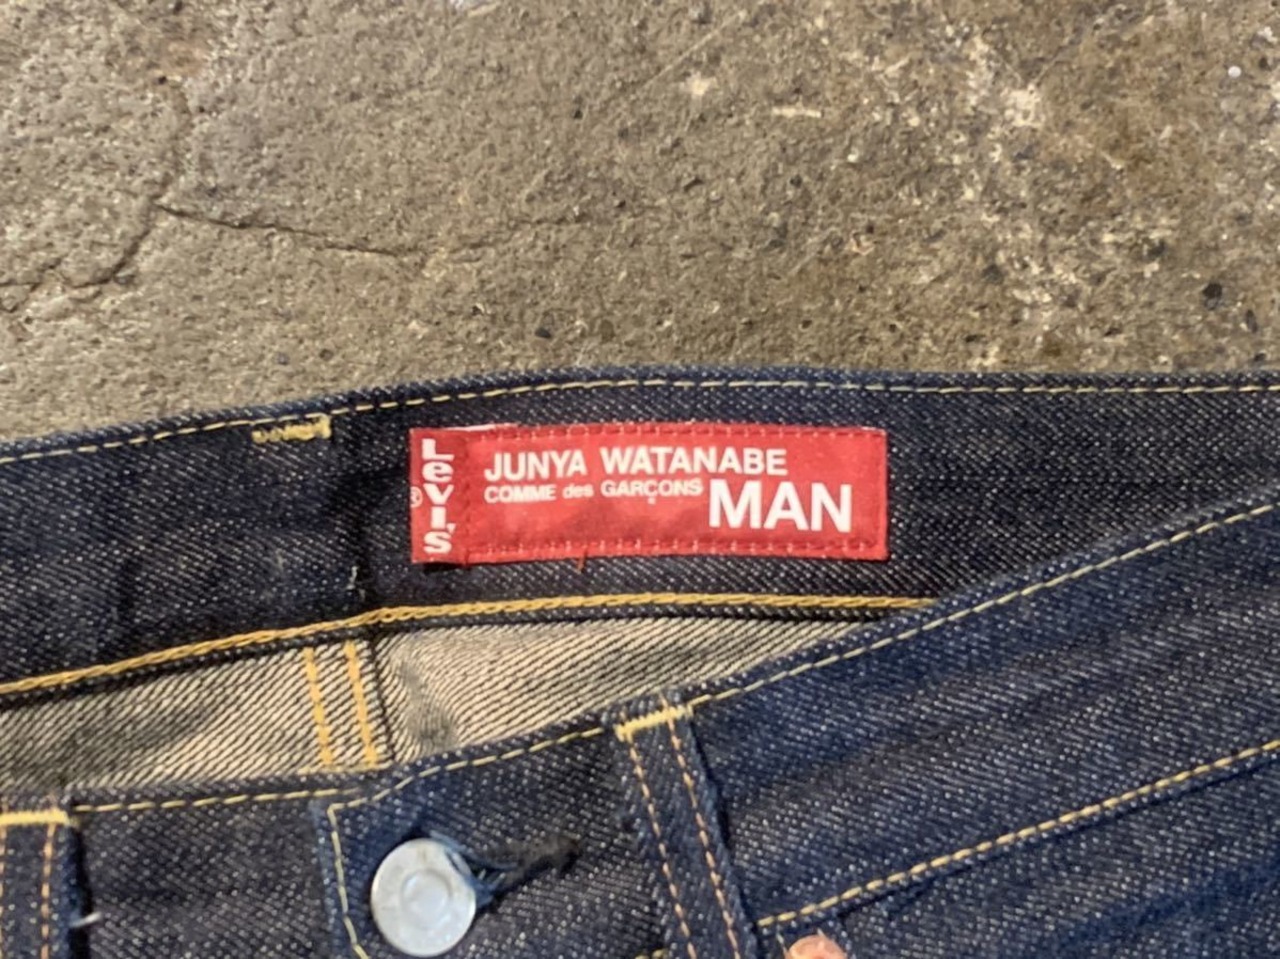 Levi's
®
JUNYA WATANABE
COMME des GARÇONS MAN